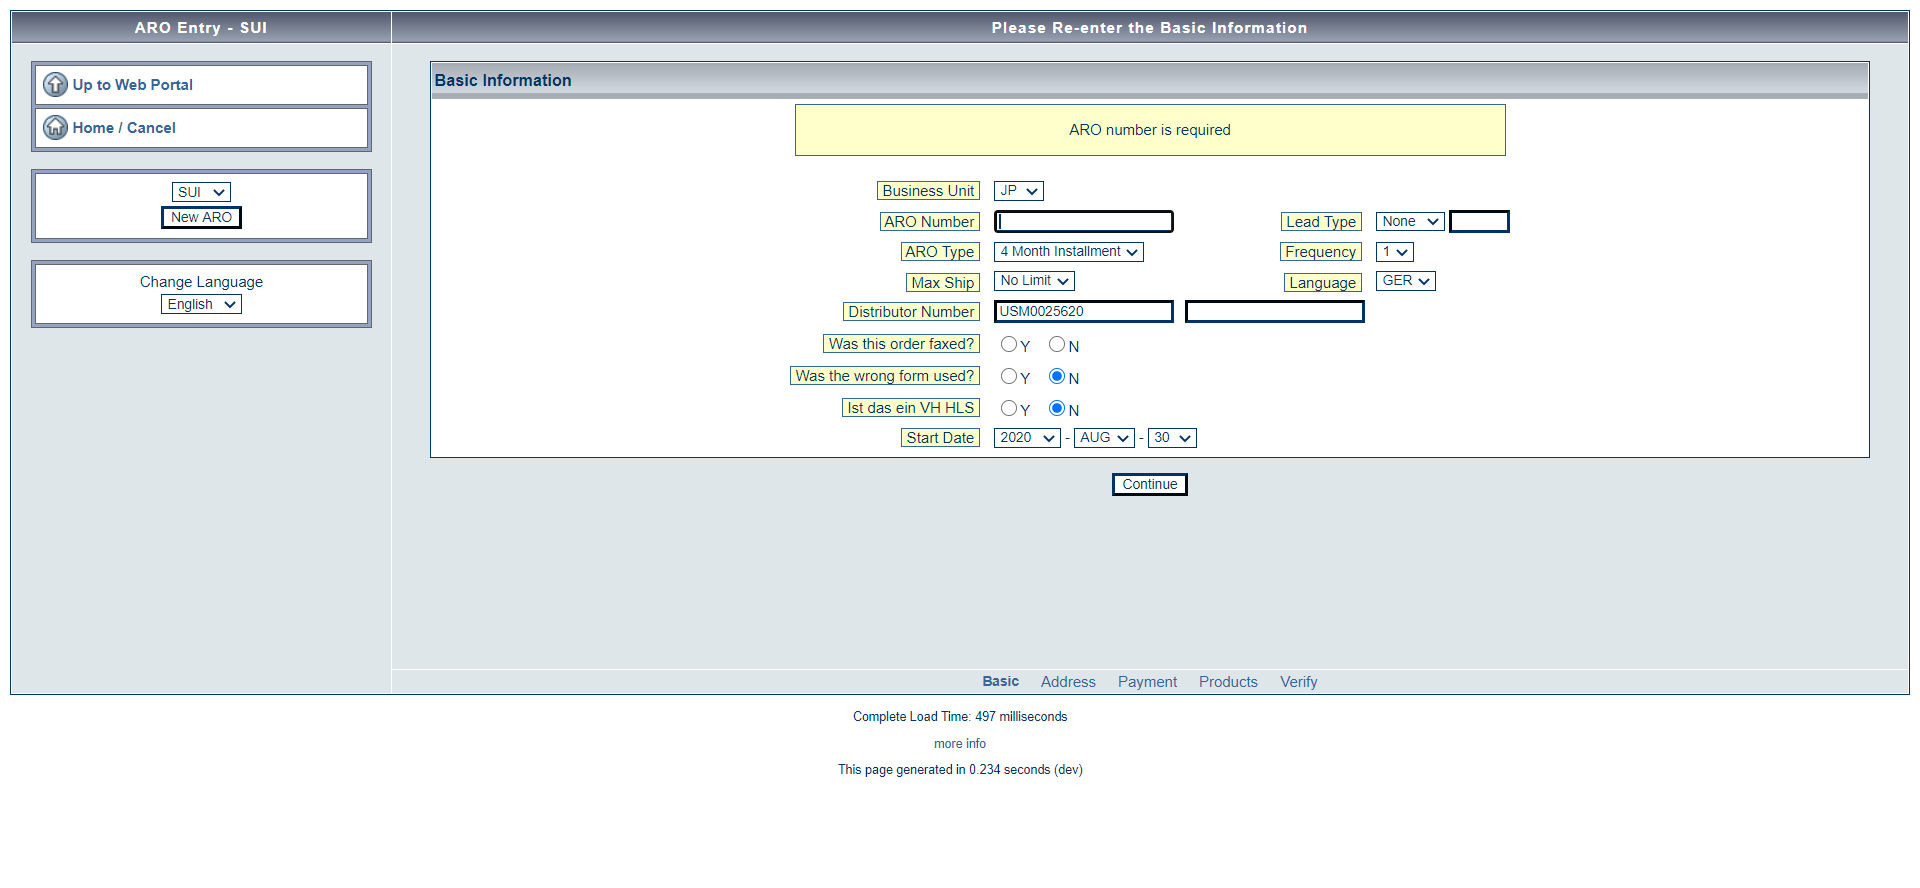 ARO Entry - SUI
Please Re-enter the Basic Information
Up to Web Portal
Home / Cancel
SUI
New ARO
Change Language
English
Basic Information
ARO number is required
Business Unit JP
ARO Number Lead Type None
ARO Type 4 Month Installment Frequency 1
Max Ship No Limit Language GER
Distributor Number USM0025620
Was this order faxed? Y N
Was the wrong form used? Y N
Ist das ein VH HLS Y N
Start Date 2020 - AUG - 30
Continue
Basic Address Payment Products Verify
Complete Load Time: 497 milliseconds
more info
This page generated in 0.234 seconds (dev)